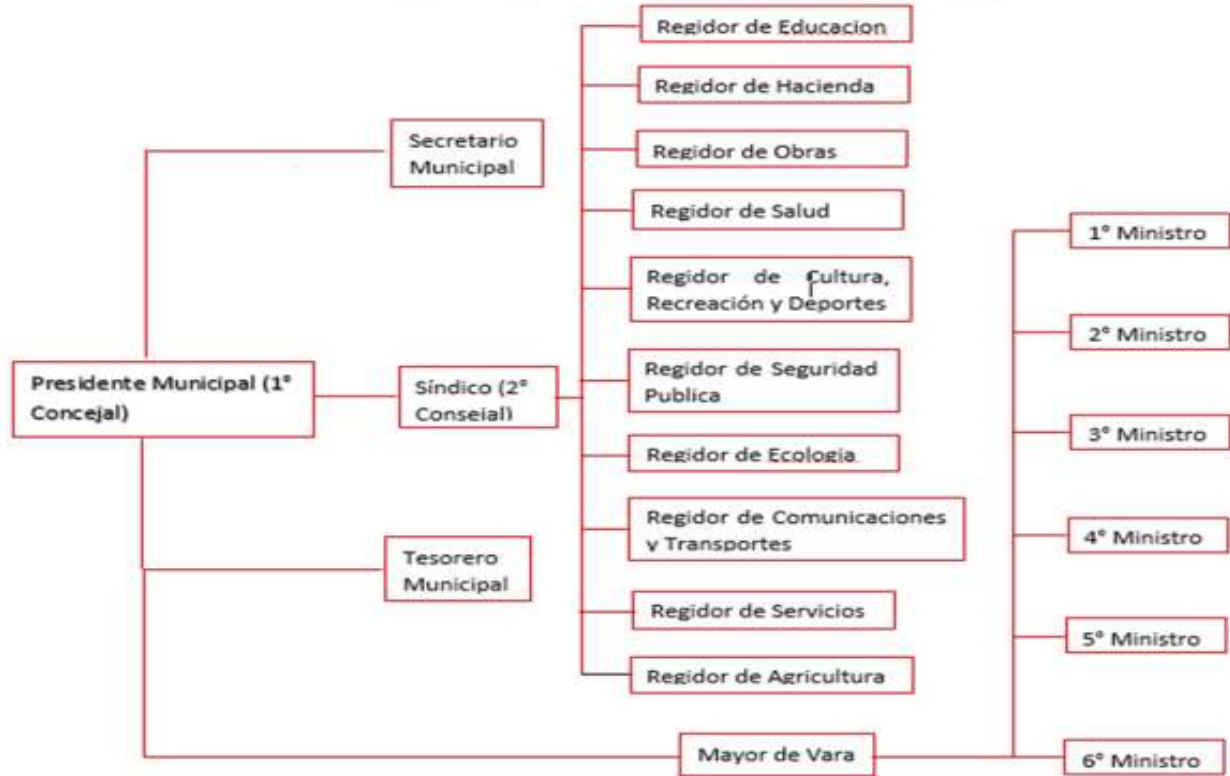 Regidor de Educacion
Regidor de Hacienda
Secretario
Municipal
Regidor de Obras
Regidor de Salud
1° Ministro
Regidor de Cultura,
Recreación y Deportes
2° Ministro
Presidente Municipal (1°
Concejal)
Síndico (2°
Consejal)
Regidor de Seguridad
Publica
3° Ministro
Regidor de Ecologia
Regidor de Comunicaciones
y Transportes
4° Ministro
Tesorero
Municipal
Regidor de Servicios
5° Ministro
Regidor de Agricultura
Mayor de Vara
6° Ministro